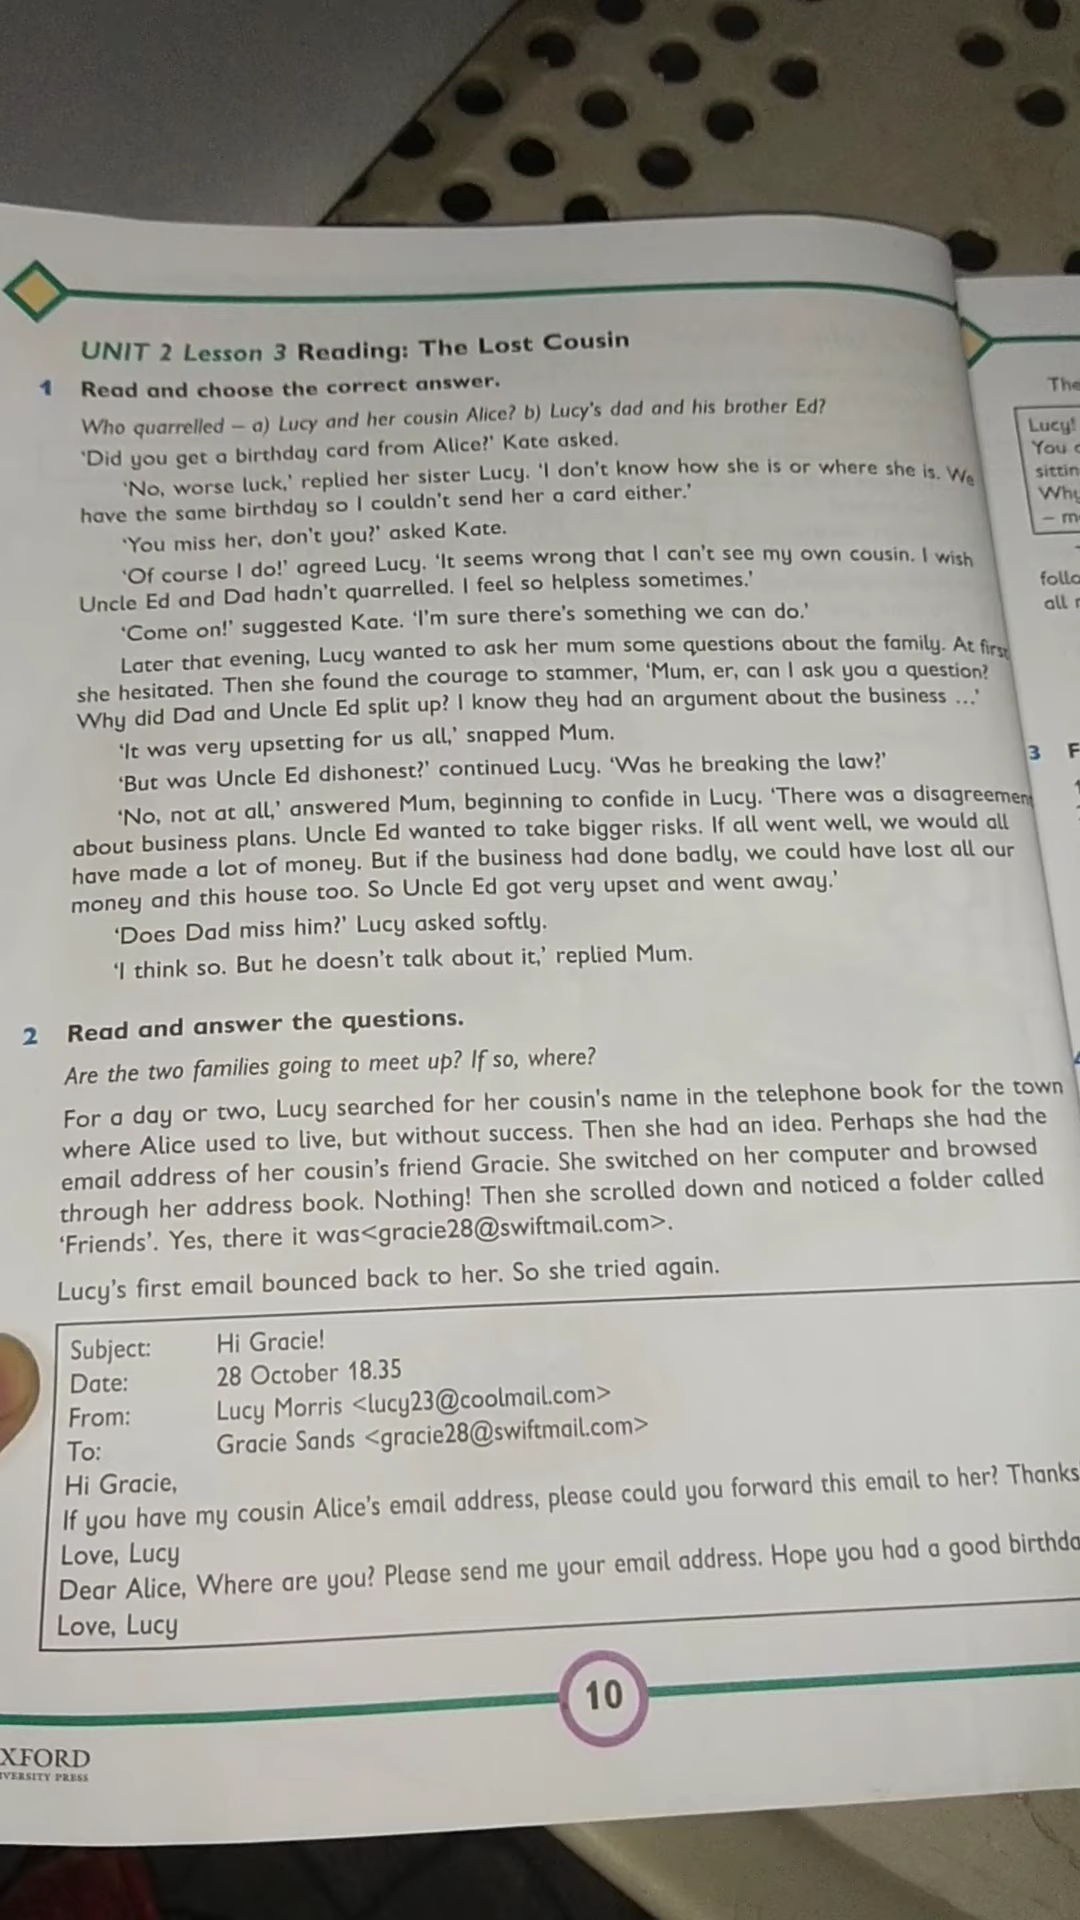 UNIT 2 Lesson 3 Reading: The Lost Cousin
1 Read and choose the correct answer.
Who quarrelled – a) Lucy and her cousin Alice? b) Lucy's dad and his brother Ed?
'Did you get a birthday card from Alice?' Kate asked.
'No, worse luck,' replied her sister Lucy. 'I don't know how she is or where she is. We
have the same birthday so I couldn't send her a card either.'
'You miss her, don't you?' asked Kate.
'Of course I do!' agreed Lucy. 'It seems wrong that I can't see my own cousin. I wish
Uncle Ed and Dad hadn't quarrelled. I feel so helpless sometimes.'
'Come on!' suggested Kate. 'I'm sure there's something we can do.'
Later that evening, Lucy wanted to ask her mum some questions about the family. At first
she hesitated. Then she found the courage to stammer, 'Mum, er, can I ask you a question?
Why did Dad and Uncle Ed split up? I know they had an argument about the business ...'
'It was very upsetting for us all,' snapped Mum.
'But was Uncle Ed dishonest?' continued Lucy. 'Was he breaking the law?'
'No, not at all,' answered Mum, beginning to confide in Lucy. 'There was a disagreement
about business plans. Uncle Ed wanted to take bigger risks. If all went well, we would all
have made a lot of money. But if the business had done badly, we could have lost all our
money and this house too. So Uncle Ed got very upset and went away.'
'Does Dad miss him?' Lucy asked softly.
'I think so. But he doesn't talk about it,' replied Mum.
2 Read and answer the questions.
Are the two families going to meet up? If so, where?
For a day or two, Lucy searched for her cousin's name in the telephone book for the town
where Alice used to live, but without success. Then she had an idea. Perhaps she had the
email address of her cousin's friend Gracie. She switched on her computer and browsed
through her address book. Nothing! Then she scrolled down and noticed a folder called
'Friends'. Yes, there it was<gracie28@swiftmail.com>.
Lucy's first email bounced back to her. So she tried again.
Subject: Hi Gracie!
Date: 28 October 18.35
From: Lucy Morris <lucy23@coolmail.com>
To: Gracie Sands <gracie28@swiftmail.com>
Hi Gracie,
If you have my cousin Alice's email address, please could you forward this email to her? Thanks
Love, Lucy
Dear Alice, Where are you? Please send me your email address. Hope you had a good birthda
Love, Lucy
10
XFORD
IVERSITY PRESS
The
Lucy!
You
sittin
Why
– m
follo
all
3 F